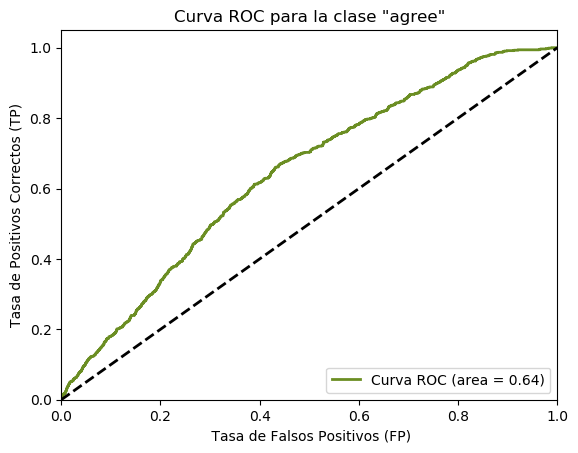 Curva ROC para la clase "agree"
Tasa de Positivos Correctos (TP)
1.0
0.8
0.6
0.4
0.2
0.0
0.0 0.2 0.4 0.6 0.8 1.0
Tasa de Falsos Positivos (FP)
Curva ROC (area = 0.64)